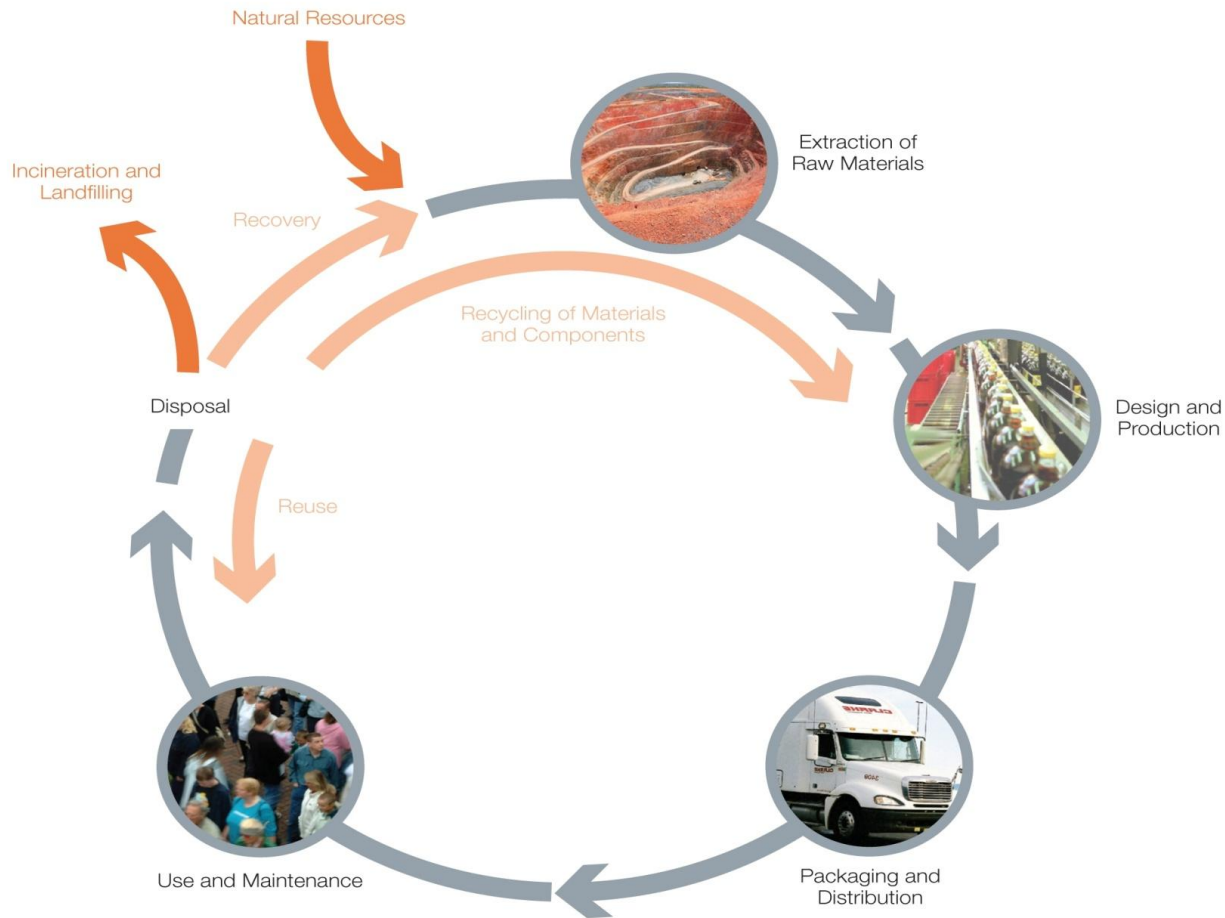 Natural Resources
Extraction of
Raw Materials
Incineration and
Landfilling
Recovery
Recycling of Materials
and Components
Disposal
Design and
Production
Reuse
Use and Maintenance
Packaging and
Distribution